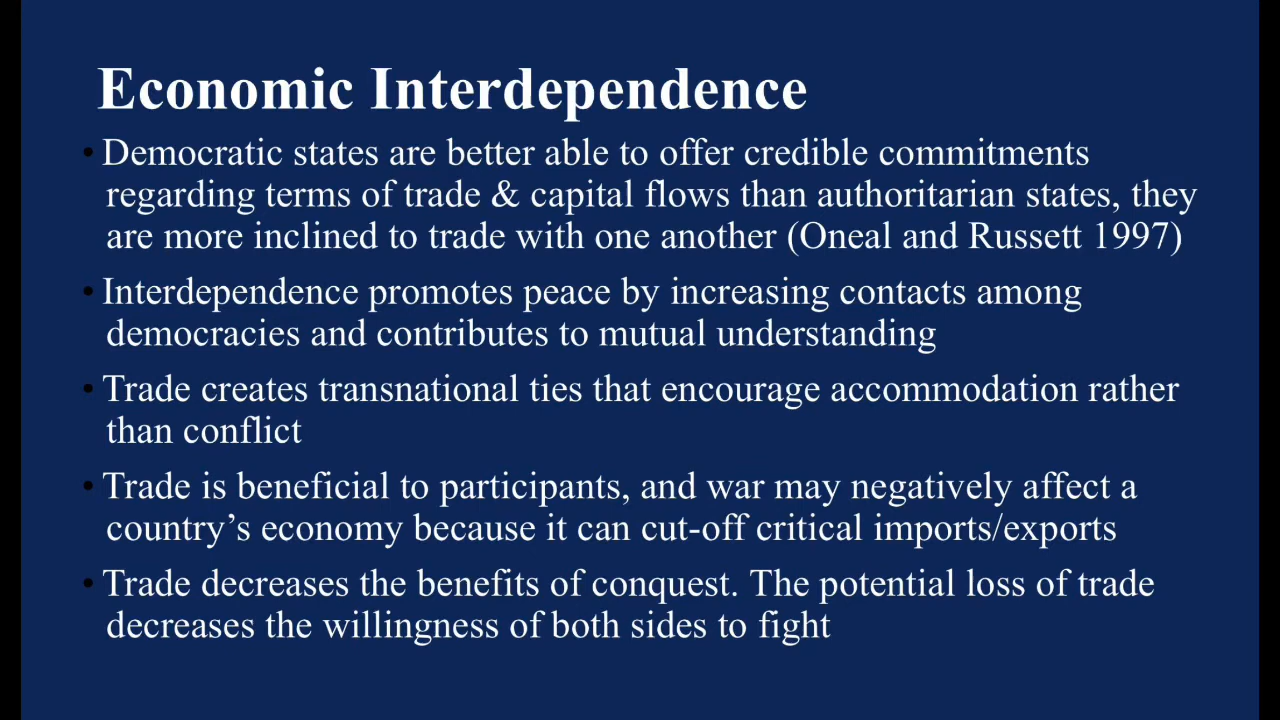 Economic Interdependence
• Democratic states are better able to offer credible commitments
regarding terms of trade & capital flows than authoritarian states, they
are more inclined to trade with one another (Oneal and Russett 1997)
• Interdependence promotes peace by increasing contacts among
democracies and contributes to mutual understanding
• Trade creates transnational ties that encourage accommodation rather
than conflict
• Trade is beneficial to participants, and war may negatively affect a
country’s economy because it can cut-off critical imports/exports
• Trade decreases the benefits of conquest. The potential loss of trade
decreases the willingness of both sides to fight